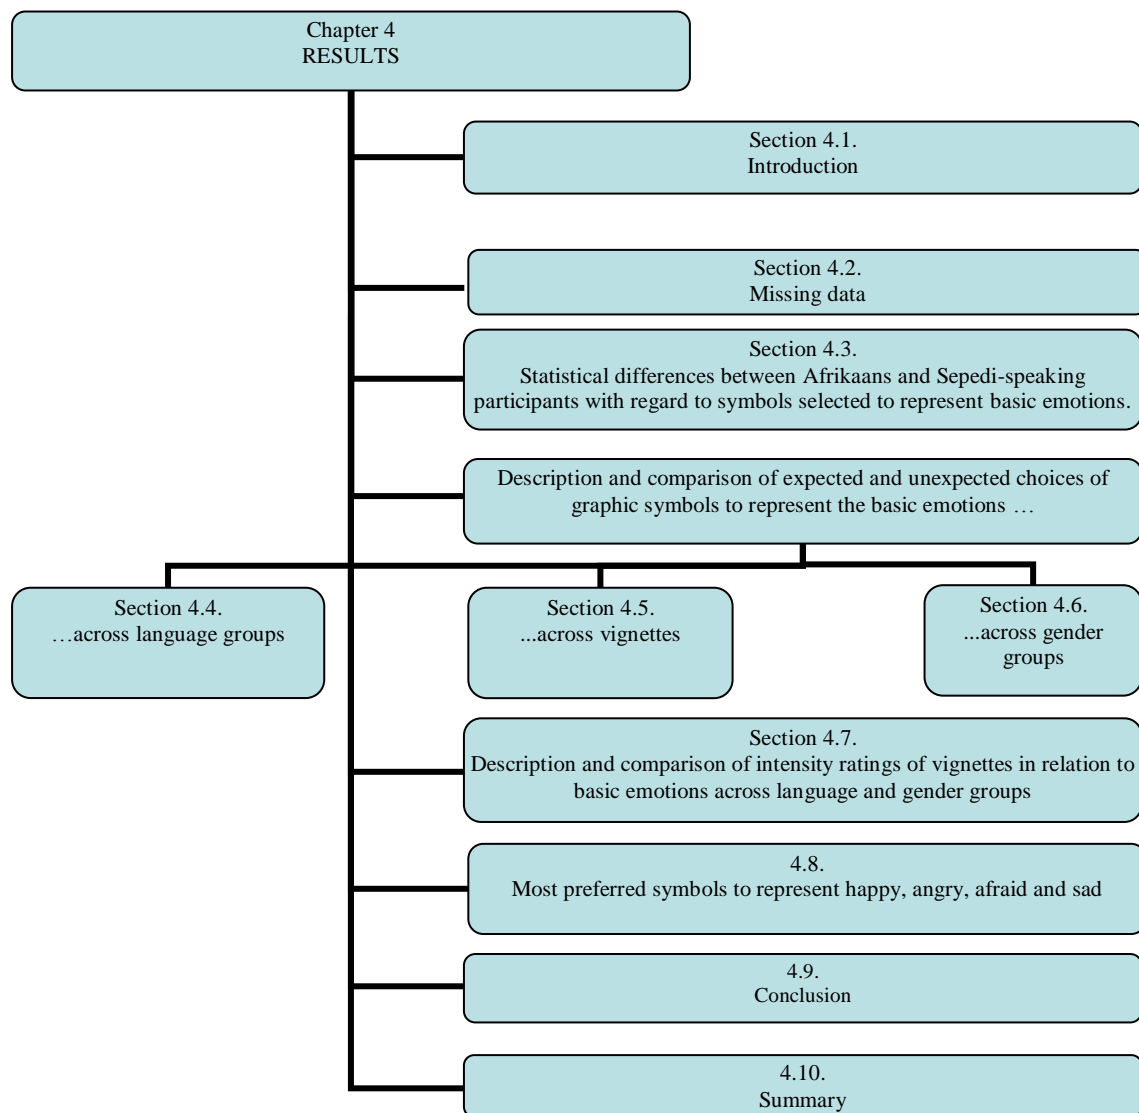 Chapter 4
RESULTS
Section 4.1.
Introduction
Section 4.2.
Missing data
Section 4.3.
Statistical differences between Afrikaans and Sepedi-speaking
participants with regard to symbols selected to represent basic emotions.
Description and comparison of expected and unexpected choices of
graphic symbols to represent the basic emotions …
Section 4.4.
…across language groups
Section 4.5.
...across vignettes
Section 4.6.
...across gender
groups
Section 4.7.
Description and comparison of intensity ratings of vignettes in relation to
basic emotions across language and gender groups
4.8.
Most preferred symbols to represent happy, angry, afraid and sad
4.9.
Conclusion
4.10.
Summary